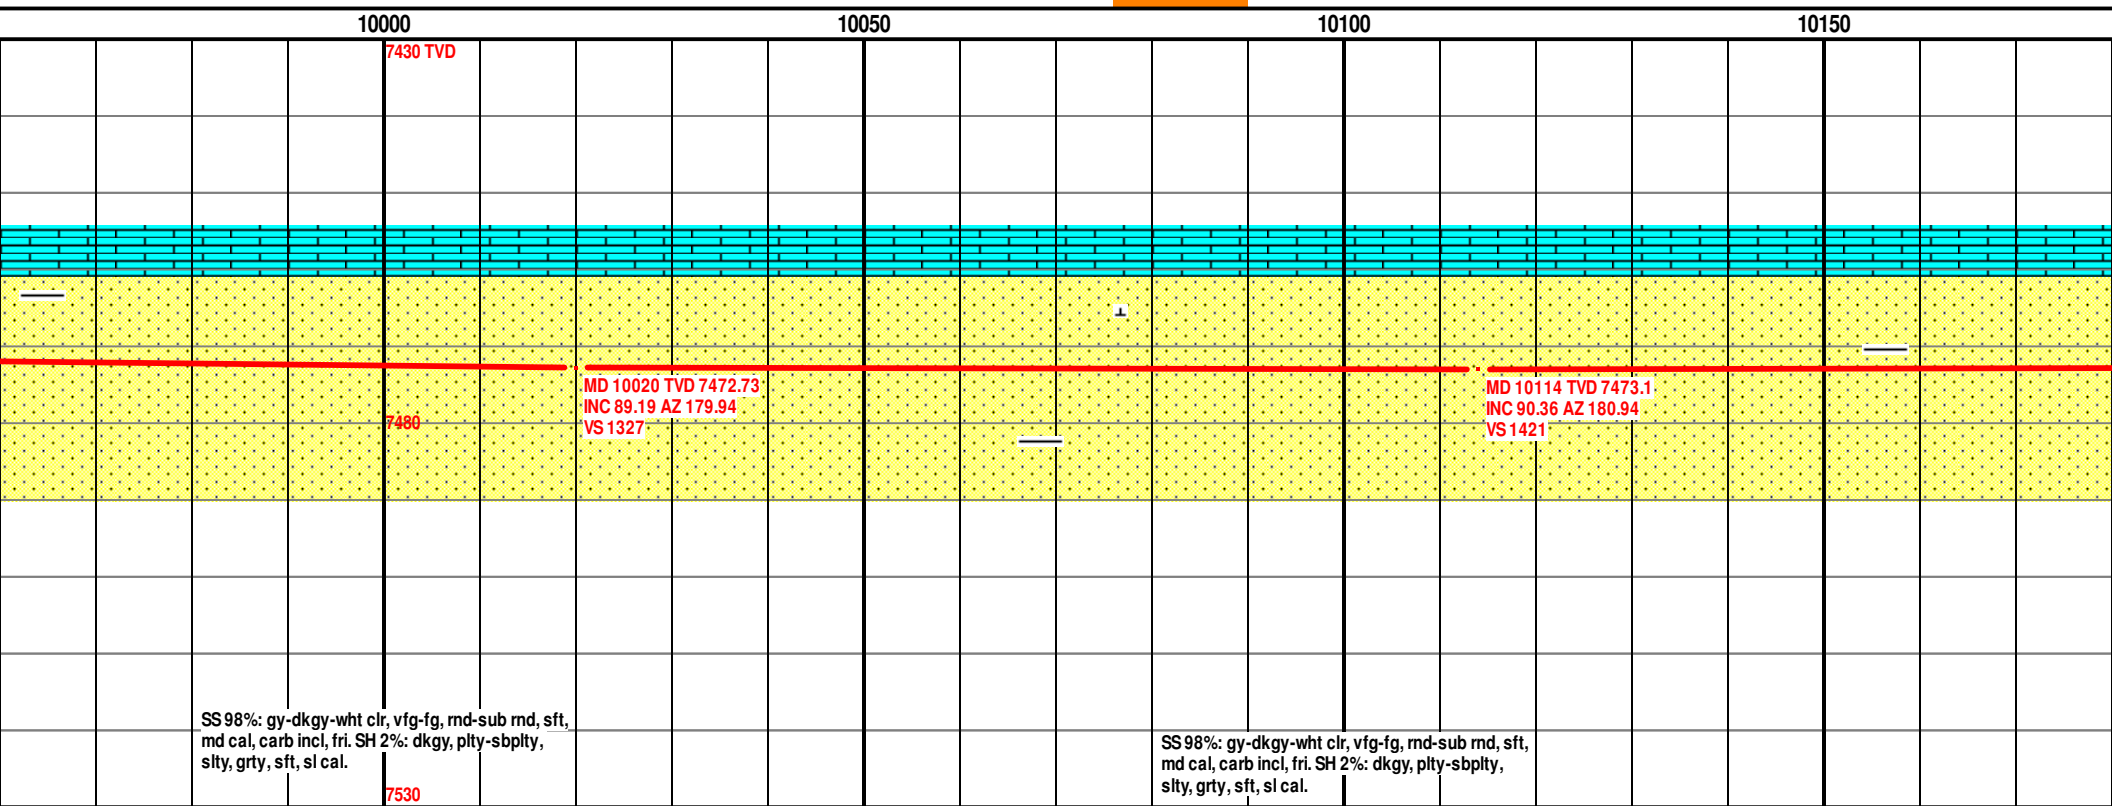 10000 10050 10100 10150
7430 TVD
MD 10020 TVD 7472.73
INC 89.19 AZ 179.94
VS 1327
MD 10114 TVD 7473.1
INC 90.36 AZ 180.94
VS 1421
7480
SS 98%: gy-dkgy-wht clr, vfg-fg, rnd-sub rnd, sft,
md cal, carb incl, fri. SH 2%: dkgy, plty-sbplty,
slty, grty, sft, sl cal.
SS 98%: gy-dkgy-wht clr, vfg-fg, rnd-sub rnd, sft,
md cal, carb incl, fri. SH 2%: dkgy, plty-sbplty,
slty, grty, sft, sl cal.
7530